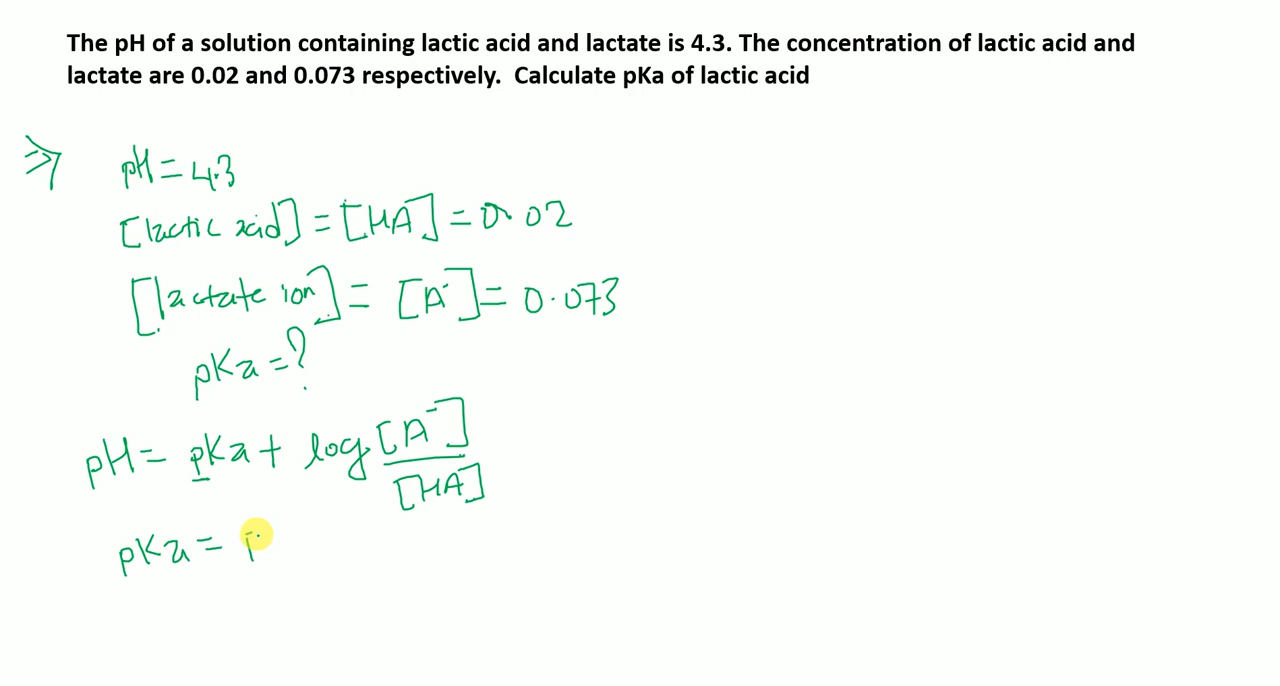 The pH of a solution containing lactic acid and lactate is 4.3. The concentration of lactic acid and
lactate are 0.02 and 0.073 respectively.  Calculate pKa of lactic acid
pH = 4.3
[lactic acid] = [HA] = 0.02
[lactate ion] = [A⁻] = 0.073
pKa = ?
pH = pKa + log [A⁻]
[HA]
pKa =